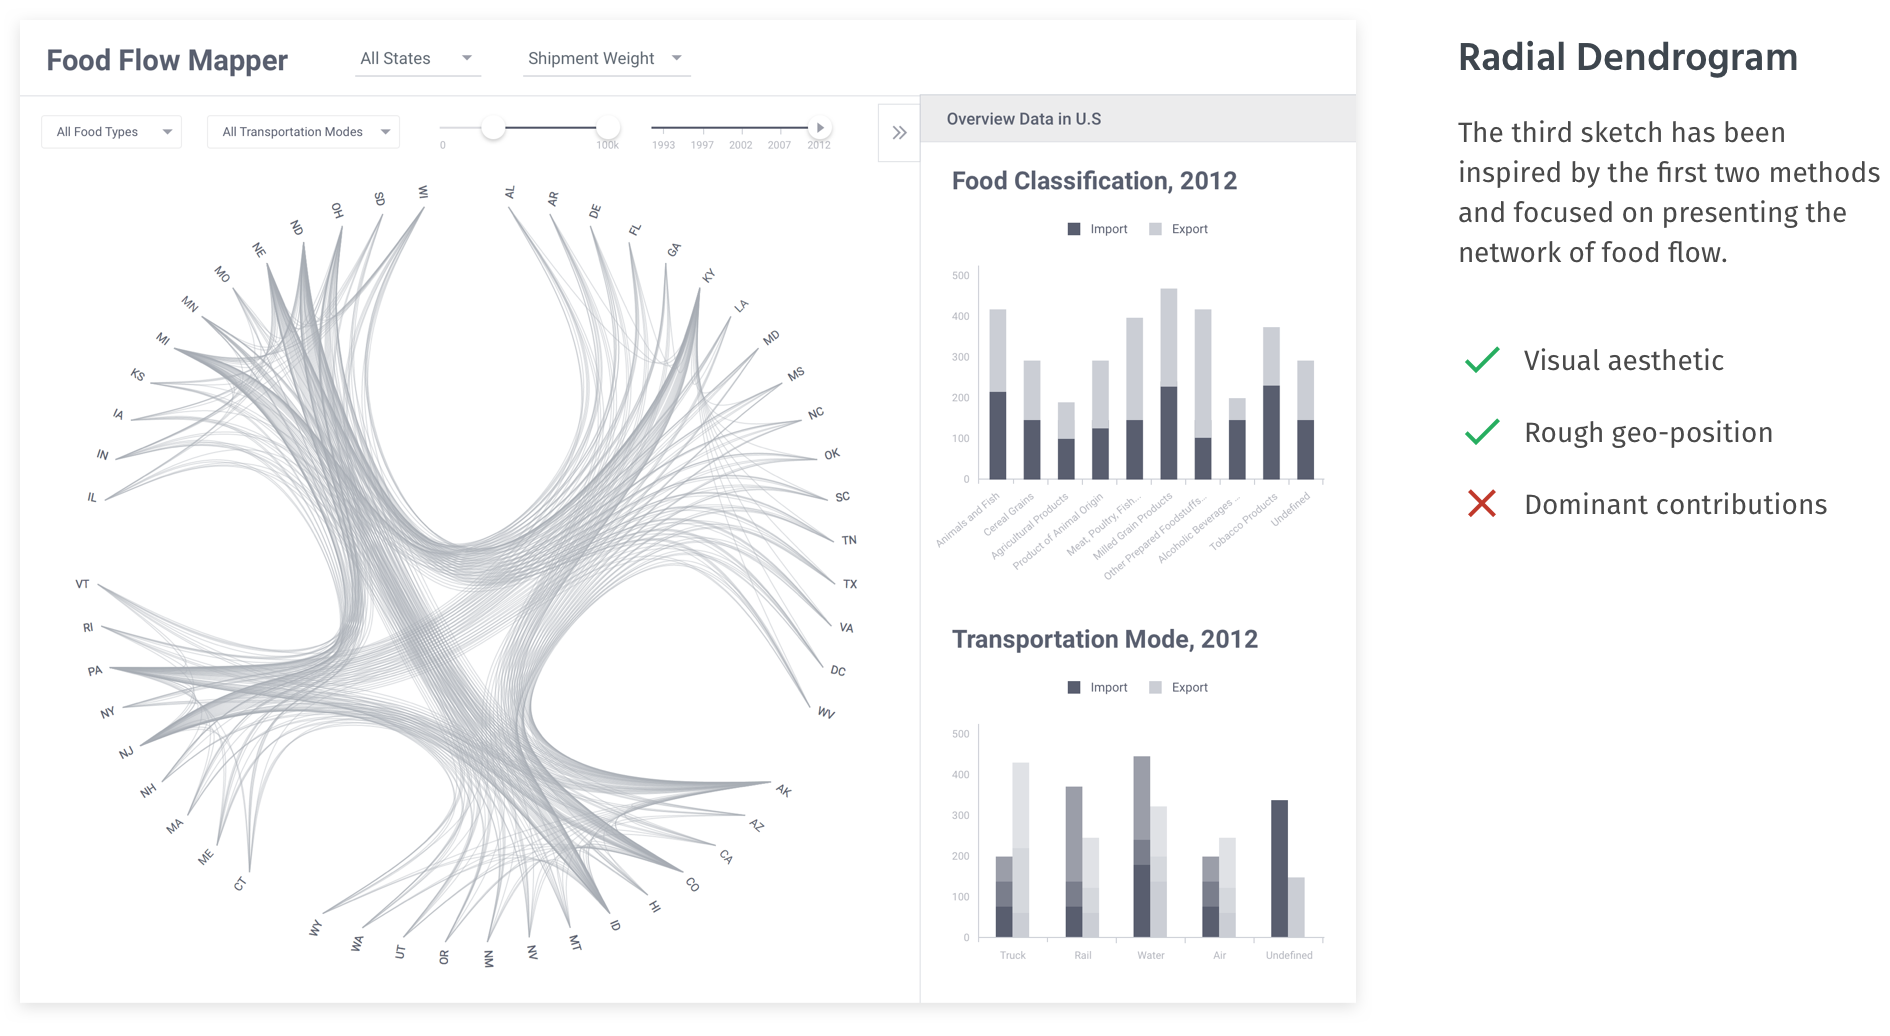 Food Flow Mapper
All States
Shipment Weight
All Food Types
All Transportation Modes
0
100k
1993
1997
2002
2007
2012
Overview Data in U.S
WI
SD
OH
ND
NE
MO
MN
MI
KS
IA
IN
IL
VT
RI
PA
NY
NJ
NH
MA
ME
CT
WY
WA
UT
OR
NM
NV
MT
ID
HI
CO
CA
AZ
AK
WV
DC
VA
TX
TN
SC
OK
NC
MS
MD
LA
KY
GA
FL
DE
AR
AL
Food Classification, 2012
Import
Export
500
400
300
200
100
0
Animals and Fish
Cereal Grains
Agricultural Products
Product of Animal Origin
Meat, Poultry, Fish...
Milled Grain Products
Other Prepared Foodstuffs...
Alcoholic Beverages ...
Tobacco Products
Undefined
Transportation Mode, 2012
Import
Export
500
400
300
200
100
0
Truck
Rail
Water
Air
Undefined
Radial Dendrogram
The third sketch has been
inspired by the first two methods
and focused on presenting the
network of food flow.
Visual aesthetic
Rough geo-position
Dominant contributions